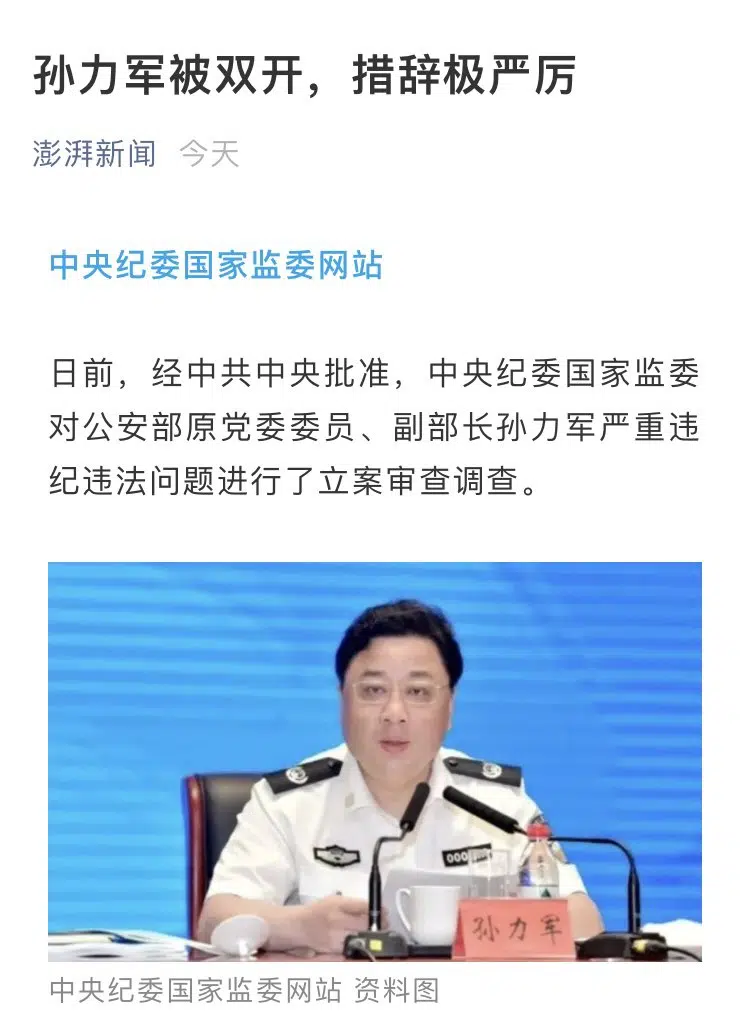 孙力军被双开，措辞极严厉
澎湃新闻 今天
中央纪委国家监委网站
日前，经中共中央批准，中央纪委国家监委
对公安部原党委委员、副部长孙力军严重违
纪违法问题进行了立案审查调查。
000
孙力军
中央纪委国家监委网站 资料图